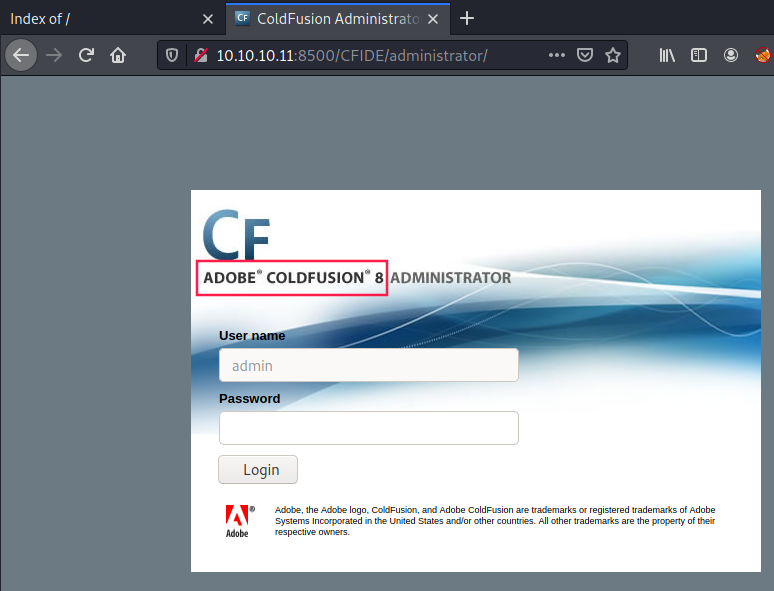 Index of /
CF ColdFusion Administrato
10.10.10.11:8500/CFIDE/administrator/
CF
ADOBE® COLDFUSION® 8 ADMINISTRATOR
User name
admin
Password
Login
Adobe, the Adobe logo, ColdFusion, and Adobe ColdFusion are trademarks or registered trademarks of Adobe
Systems Incorporated in the United States and/or other countries. All other trademarks are the property of their
respective owners.
®
Adobe